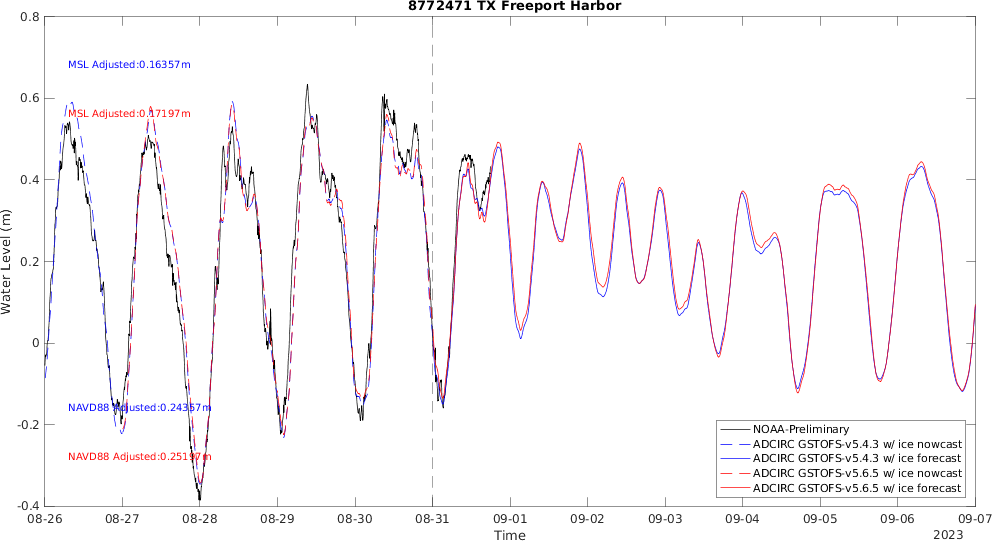 8772471 TX Freeport Harbor
Water Level (m)
0.8
0.6
0.4
0.2
0
-0.2
-0.4
MSL Adjusted:0.16357m
MSL Adjusted:0.17197m
NAVD88 Adjusted:0.24357m
NAVD88 Adjusted:0.25197m
NOAA-Preliminary
ADCIRC GSTOFS-v5.4.3 w/ ice nowcast
ADCIRC GSTOFS-v5.4.3 w/ ice forecast
ADCIRC GSTOFS-v5.6.5 w/ ice nowcast
ADCIRC GSTOFS-v5.6.5 w/ ice forecast
08-26 08-27 08-28 08-29 08-30 08-31 09-01 09-02 09-03 09-04 09-05 09-06 09-07
Time
2023